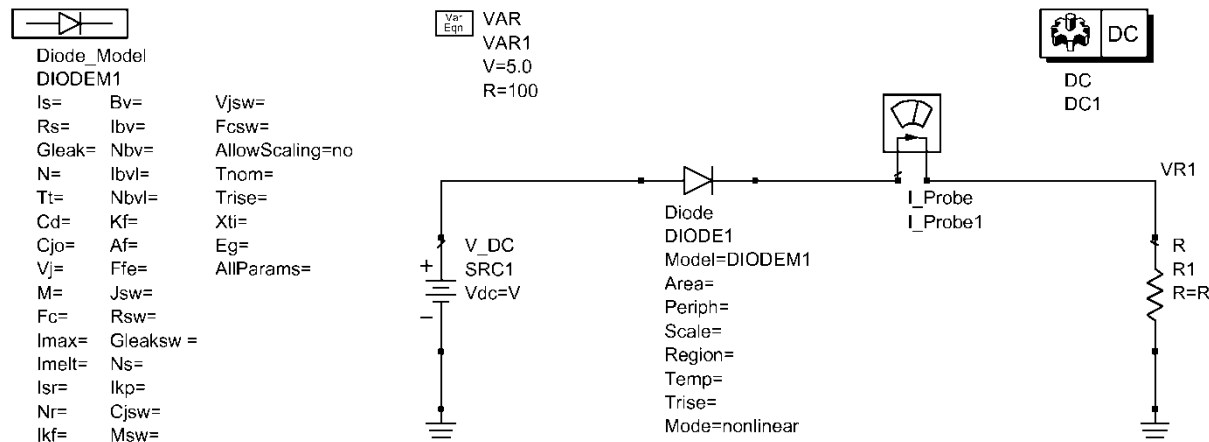 Diode_Model
DIODEM1
Is= Bv= Vjsw=
Rs= Ibv= Fcsw=
Gleak= Nbv= AllowScaling=no
N= Ibvl= Tnom=
Tt= Nbvl= Trise=
Cd= Kf= Xti=
Cjo= Af= Eg=
Vj= Ffe= AllParams=
M= Jsw=
Fc= Rsw=
Imax= Gleaksw =
Imelt= Ns=
Isr= Ikp=
Nr= Cjsw=
Ikf= Msw=
Var
Eqn
VAR
VAR1
V=5.0
R=100
DC
DC
DC1
+
V_DC
SRC1
Vdc=V
−
Diode
DIODE1
Model=DIODEM1
Area=
Periph=
Scale=
Region=
Temp=
Trise=
Mode=nonlinear
I_Probe
I_Probe1
VR1
R
R1
R=R